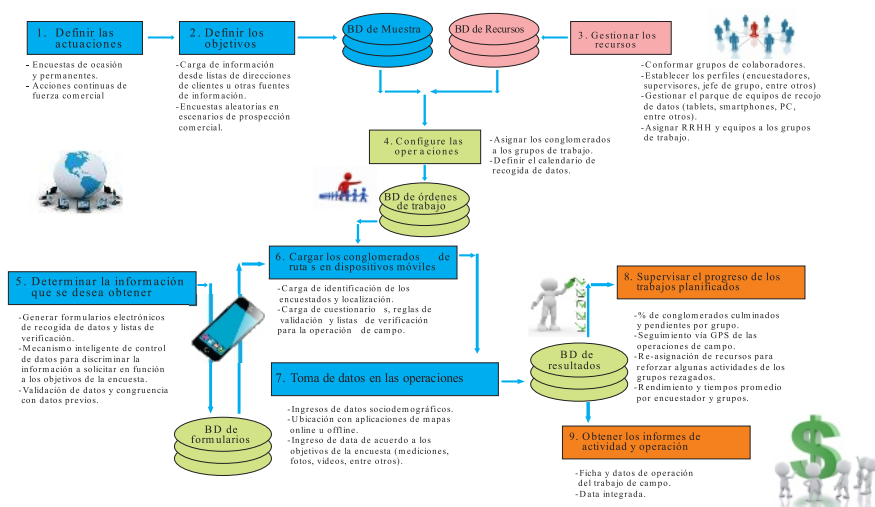 1. Definir las
actuaciones
- Encuestas de ocasión
y permanentes.
- Acciones continuas de
fuerza comercial
2. Definir los
objetivos
-Carga de información
desde listas de direcciones
de clientes u otras fuentes
de información.
-Encuestas aleatorias en
escenarios de prospección
comercial.
BD de Muestra
BD de Recursos
3. Gestionar los
recursos
-Conformar grupos de colaboradores.
-Establecer los perfiles (encuestadores,
supervisores, jefe de grupo, entre otros)
-Gestionar el parque de equipos de recojo
de datos (tablets, smartphones, PC,
entre otros).
-Asignar RRHH y equipos a los grupos
de trabajo.
4. Configure las
oper a ciones
-Asignar los conglomerados
a los grupos de trabajo.
-Definir el calendario de
recogida de datos.
BD de órdenes
de trabajo
5. Determinar la información
que se desea obtener
-Generar formularios electrónicos
de recogida de datos y listas de
verificación.
-Mecanismo inteligente de control
de datos para discriminar la
información a solicitar en función
a los objetivos de la encuesta.
-Validación de datos y congruencia
con datos previos.
BD de
formularios
6. Cargar los conglomerados de
ruta s en dispositivos móviles
-Carga de identificación de los
encuestados y localización.
-Carga de cuestionario s, reglas de
validación y listas de verificación
para la operación de campo.
7. Toma de datos en las operaciones
-Ingresos de datos sociodemográficos.
-Ubicación con aplicaciones de mapas
online u offline.
-Ingreso de data de acuerdo a los
objetivos de la encuesta (mediciones,
fotos, videos, entre otros).
BD de
resultados
8. Supervisar el progreso de los
trabajos planificados
-% de conglomerados culminados
y pendientes por grupo.
-Seguimiento vía GPS de las
operaciones de campo.
-Re-asignación de recursos para
reforzar algunas actividades de los
grupos rezagados.
-Rendimiento y tiempos promedio
por encuestador y grupos.
9. Obtener los informes de
actividad y operación
-Ficha y datos de operación
del trabajo de campo.
-Data integrada.